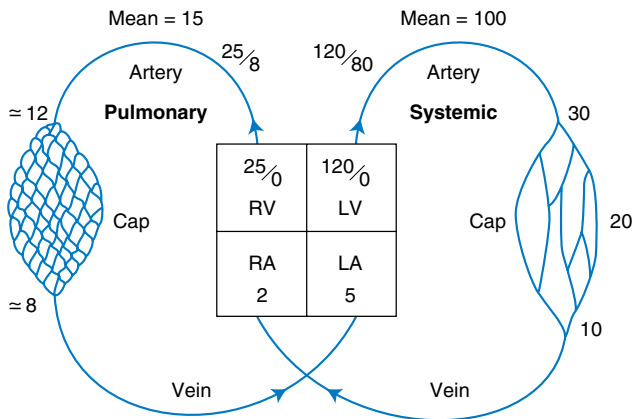 Mean = 15
Mean = 100
25/8
120/80
Artery
Artery
≃ 12
Pulmonary
Systemic
30
25/0
120/0
RV
LV
Cap
Cap
20
RA
LA
2
5
≃ 8
10
Vein
Vein